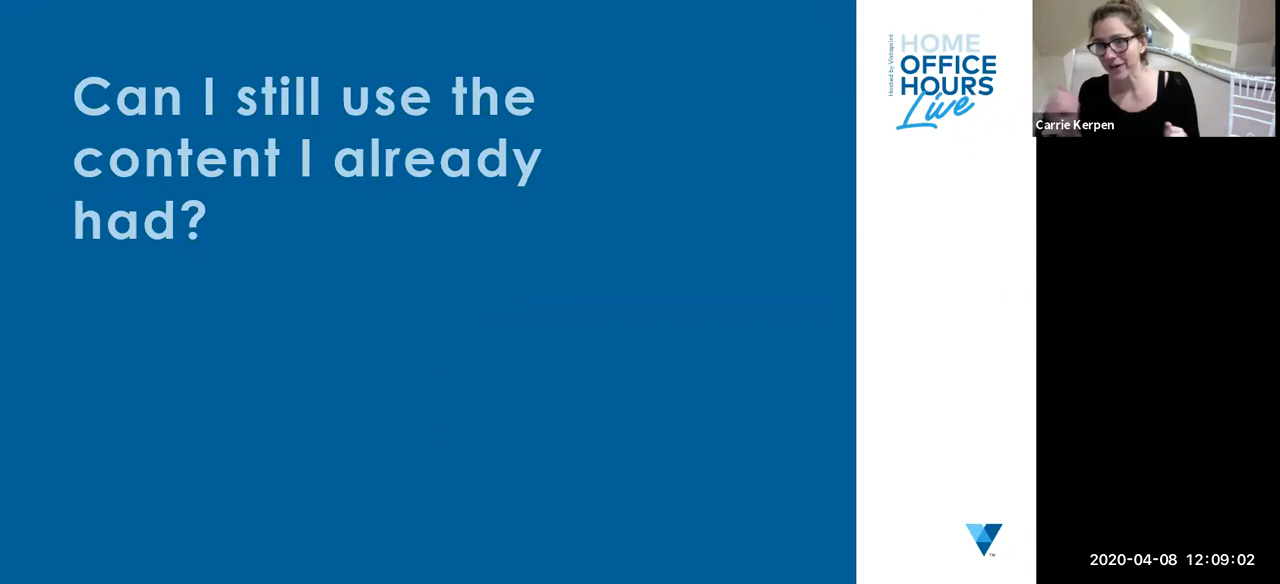 Can I still use the
content I already
had?
Hosted by Vistaprint
HOME
OFFICE
HOURS
Live
Carrie Kerpen
TM
2020-04-08 12:09:02